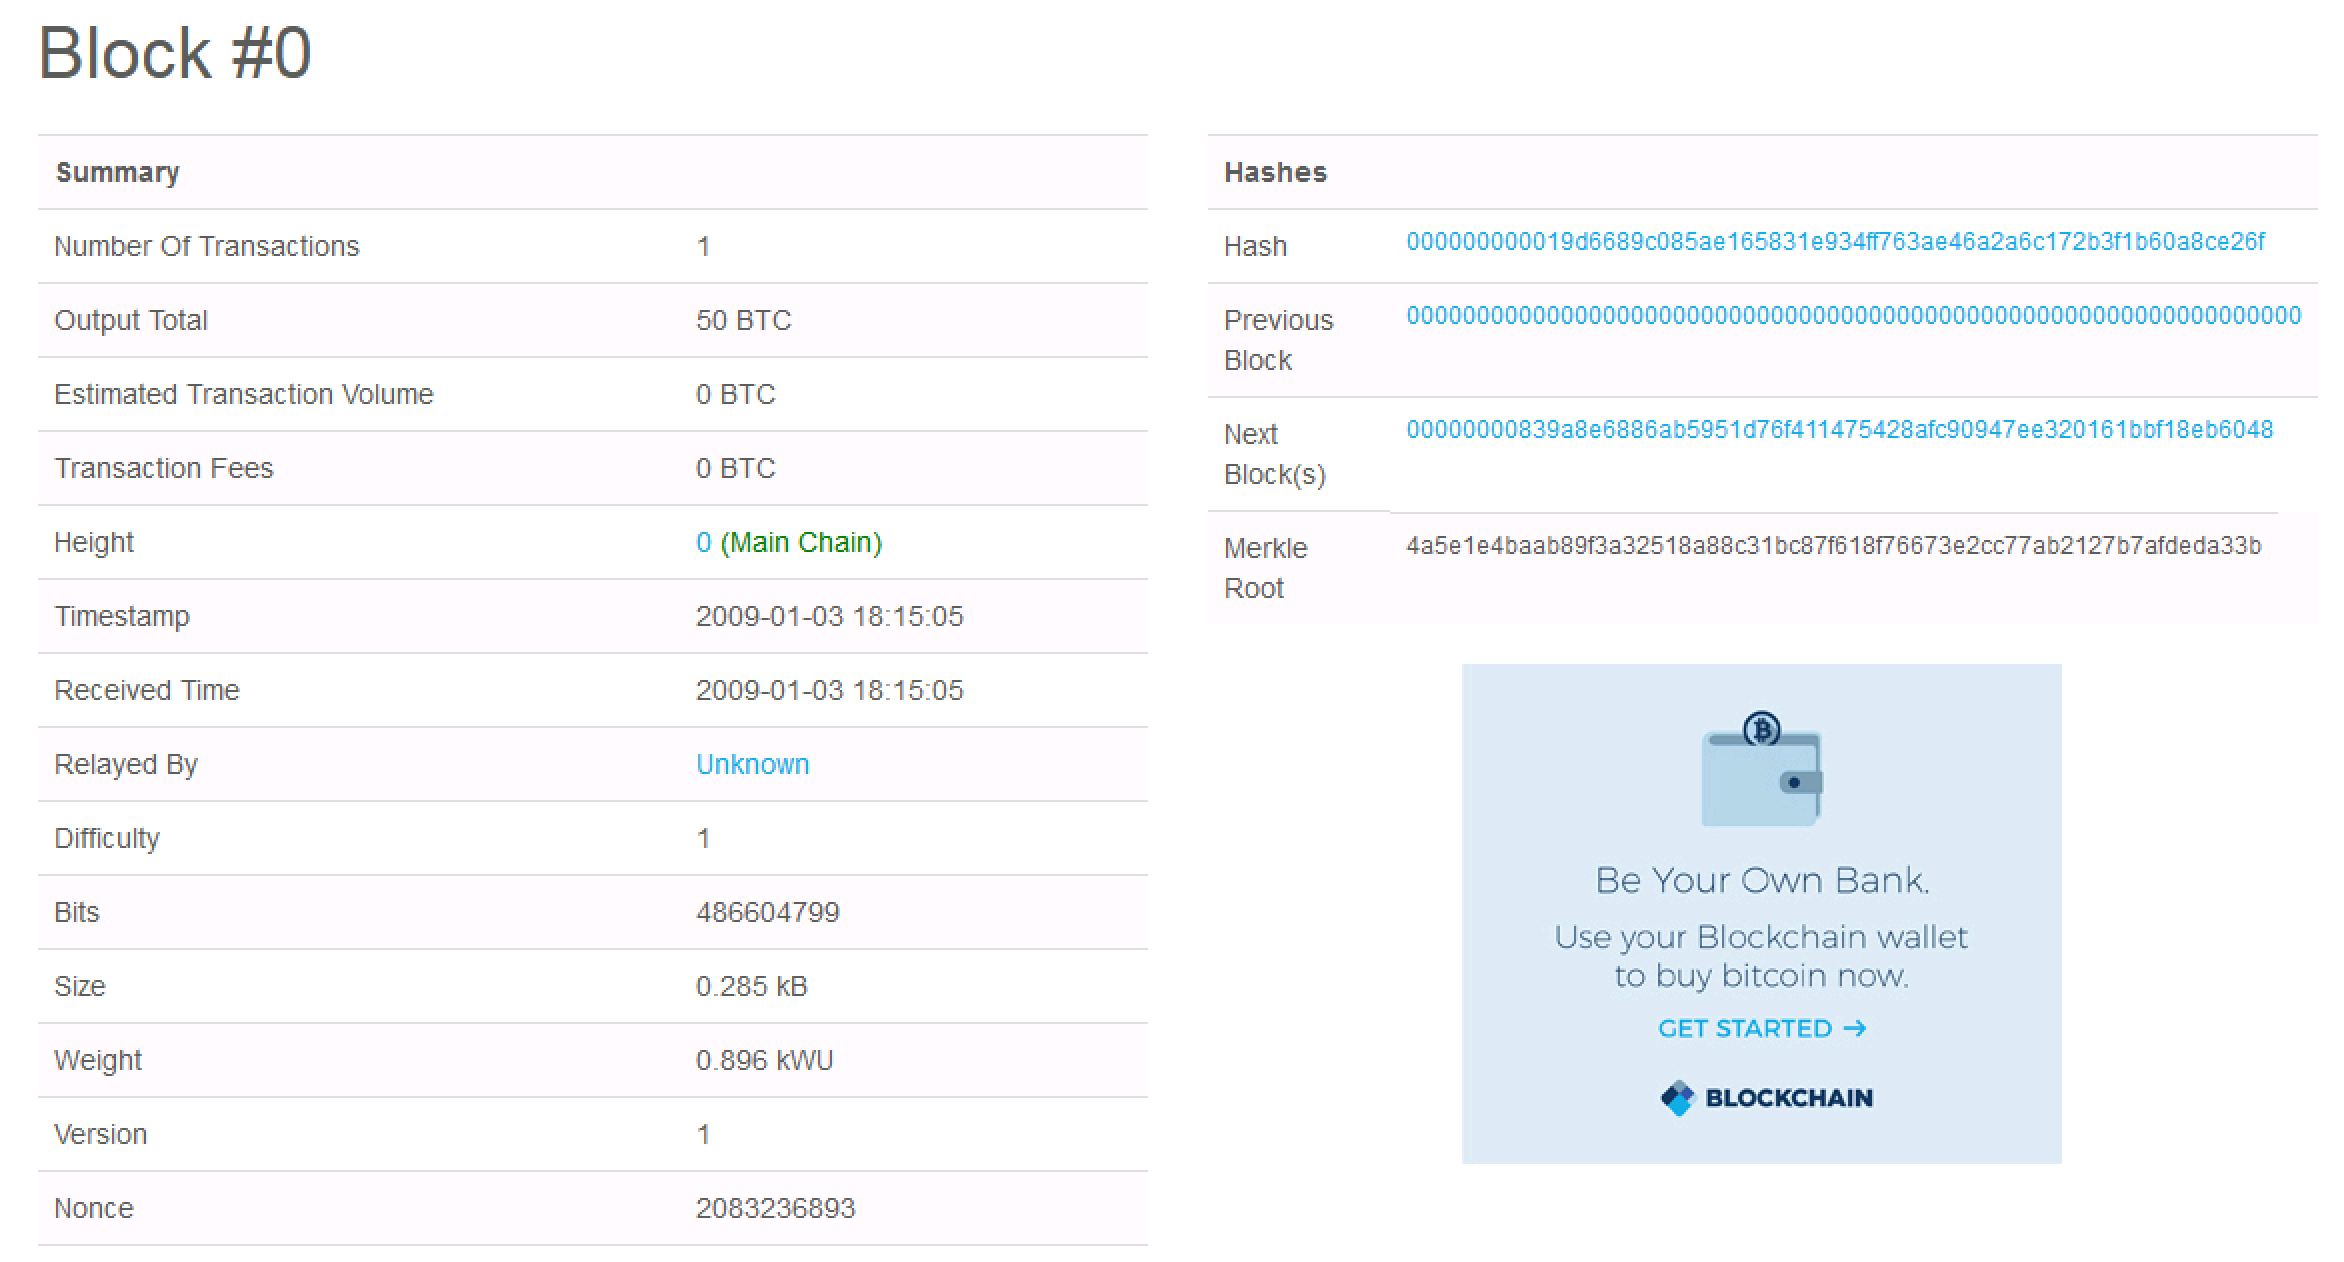 Block #0
Summary
Number Of Transactions 1
Output Total 50 BTC
Estimated Transaction Volume 0 BTC
Transaction Fees 0 BTC
Height 0 (Main Chain)
Timestamp 2009-01-03 18:15:05
Received Time 2009-01-03 18:15:05
Relayed By Unknown
Difficulty 1
Bits 486604799
Size 0.285 kB
Weight 0.896 kWU
Version 1
Nonce 2083236893
Hashes
Hash 000000000019d6689c085ae165831e934ff763ae46a2a6c172b3f1b60a8ce26f
Previous 0000000000000000000000000000000000000000000000000000000000000000
Block
Next 00000000839a8e6886ab5951d76f411475428afc90947ee320161bbf18eb6048
Block(s)
Merkle 4a5e1e4baab89f3a32518a88c31bc87f618f76673e2cc77ab2127b7afdeda33b
Root
Be Your Own Bank.
Use your Blockchain wallet
to buy bitcoin now.
GET STARTED →
BLOCKCHAIN